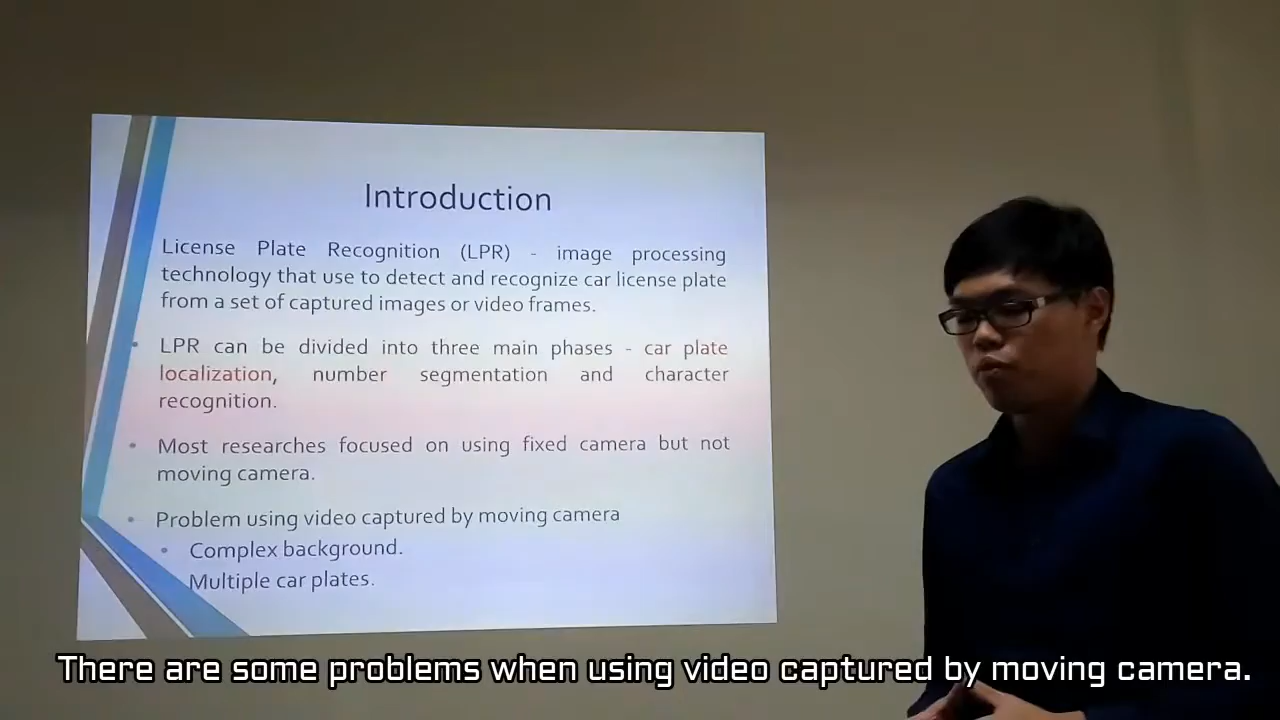 Introduction
License Plate Recognition (LPR) - image processing
technology that use to detect and recognize car license plate
from a set of captured images or video frames.
• LPR can be divided into three main phases - car plate
localization, number segmentation and character
recognition.
• Most researches focused on using fixed camera but not
moving camera.
• Problem using video captured by moving camera
• Complex background.
Multiple car plates.
There are some problems when using video captured by moving camera.